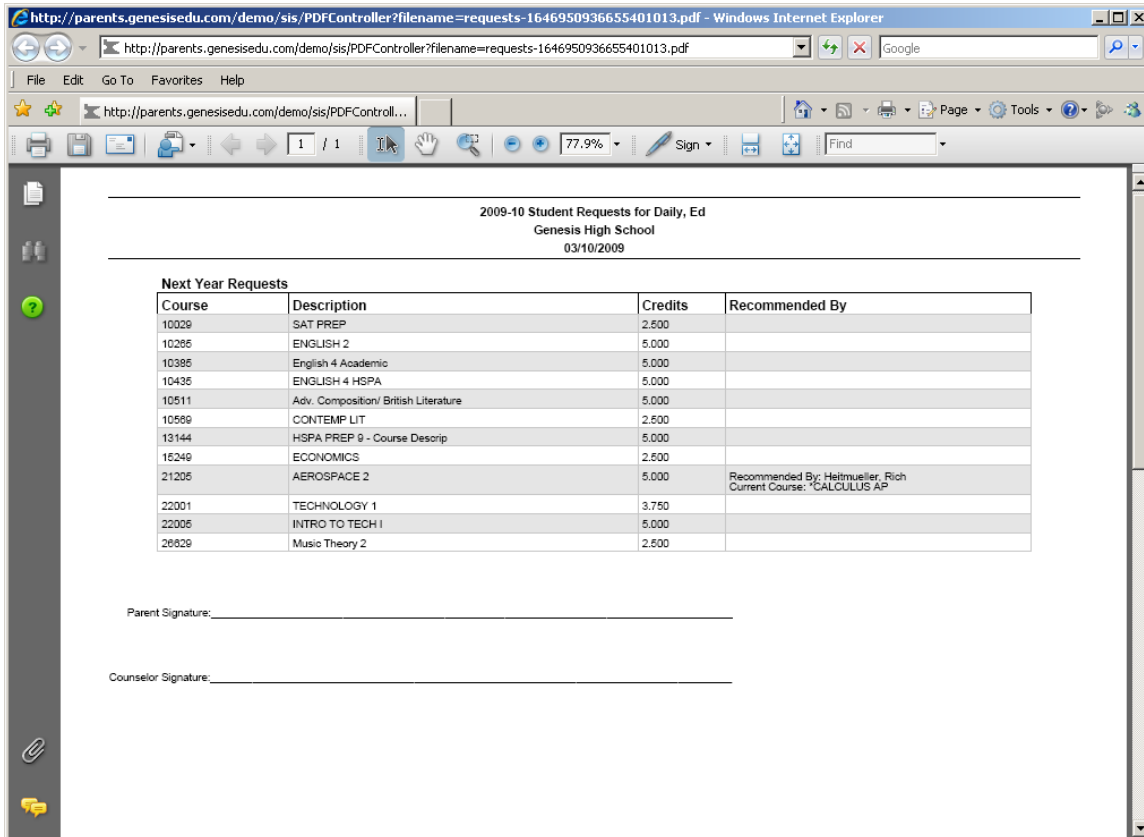 http://parents.genesisedu.com/demo/sis/PDFController?filename=requests-1646950936655401013.pdf - Windows Internet Explorer
http://parents.genesisedu.com/demo/sis/PDFController?filename=requests-1646950936655401013.pdf Google
File Edit Go To Favorites Help
http://parents.genesisedu.com/demo/sis/PDFControll... Page Tools
1 / 1 77.9% Sign Find
2009-10 Student Requests for Daily, Ed
Genesis High School
03/10/2009
Next Year Requests
Course Description Credits Recommended By
10029 SAT PREP 2.500
10265 ENGLISH 2 5.000
10385 English 4 Academic 5.000
10435 ENGLISH 4 HSPA 5.000
10511 Adv. Composition/ British Literature 5.000
10569 CONTEMP LIT 2.500
13144 HSPA PREP 9 - Course Descrip 5.000
15249 ECONOMICS 2.500
21205 AEROSPACE 2 5.000 Recommended By: Heitmueller, Rich
Current Course: *CALCULUS AP
22001 TECHNOLOGY 1 3.750
22005 INTRO TO TECH I 5.000
26629 Music Theory 2 2.500
Parent Signature:
Counselor Signature: